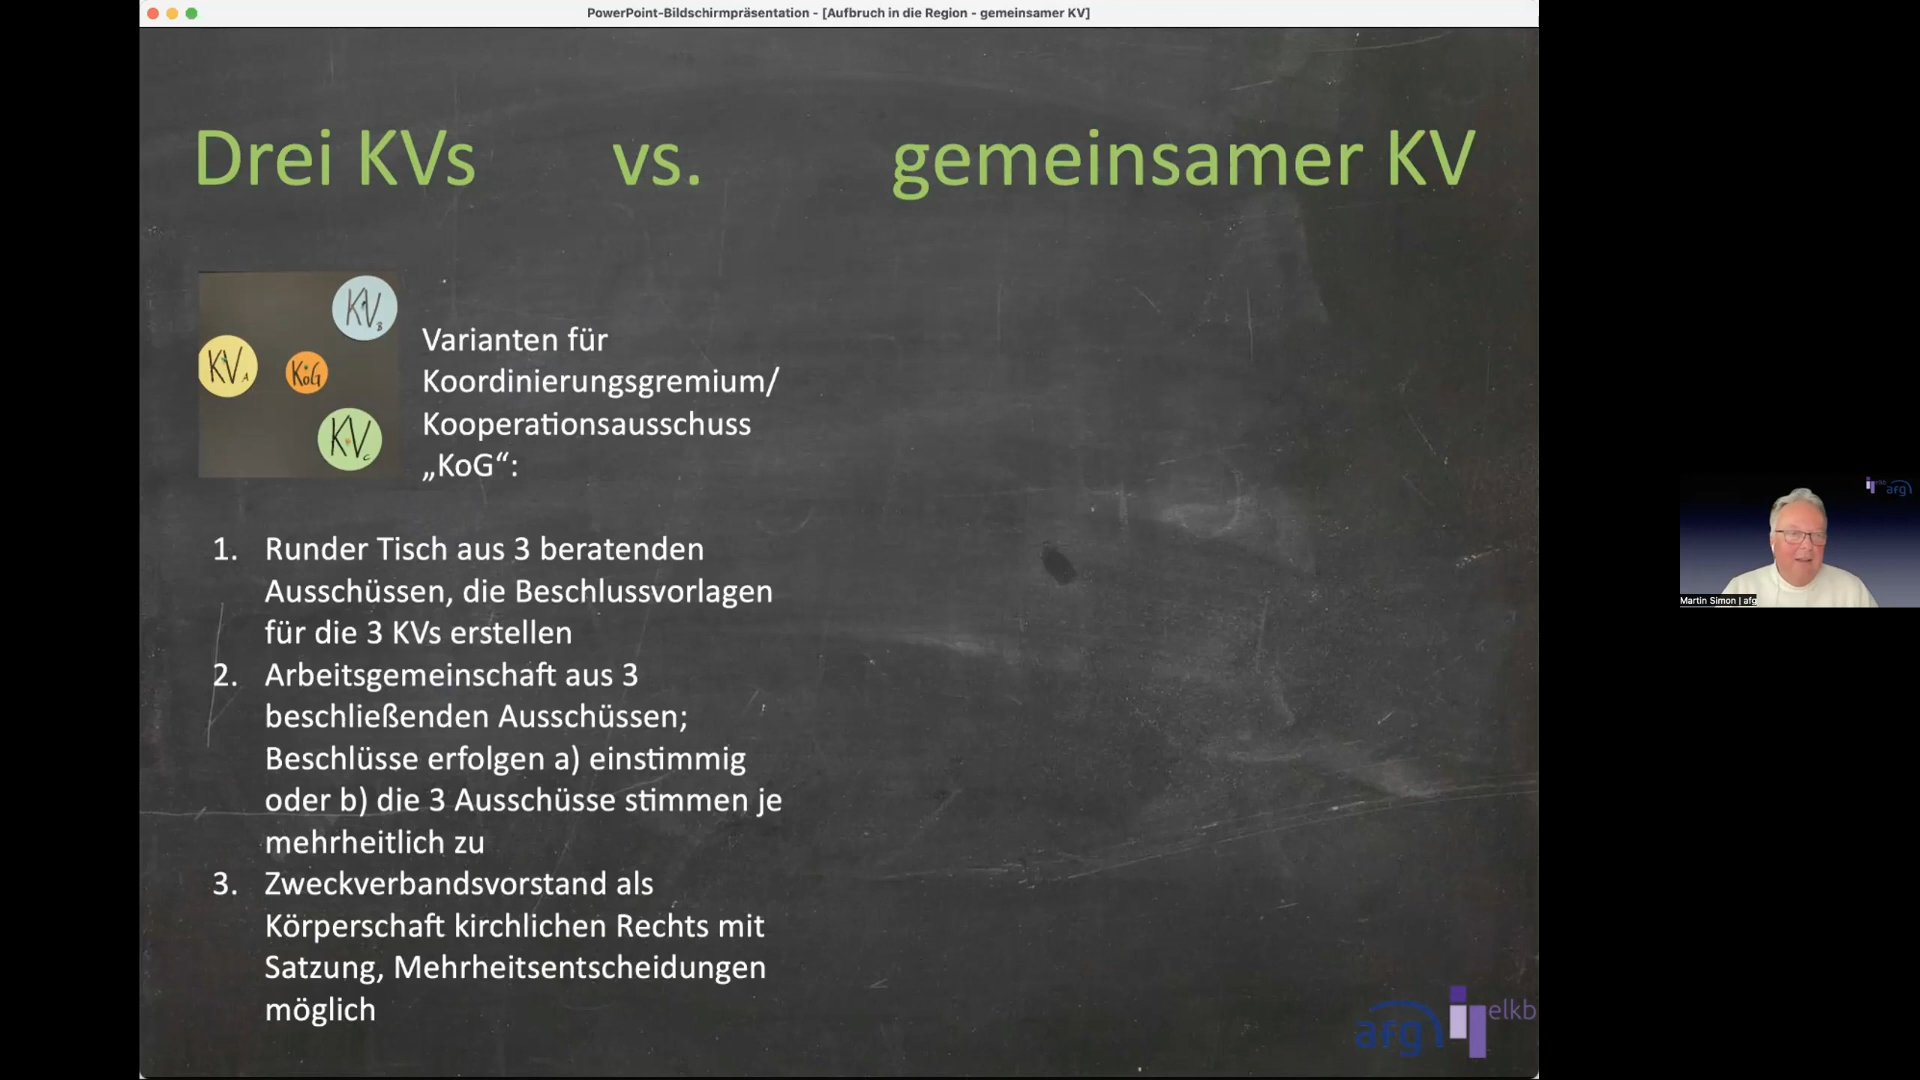 PowerPoint-Bildschirmpräsentation - [Aufbruch in die Region - gemeinsamer KV]
Drei KVs vs. gemeinsamer KV
KV B
KV A
KoG
KV C
Varianten für
Koordinierungsgremium/
Kooperationsausschuss
„KoG“:
1. Runder Tisch aus 3 beratenden
Ausschüssen, die Beschlussvorlagen
für die 3 KVs erstellen
2. Arbeitsgemeinschaft aus 3
beschließenden Ausschüssen;
Beschlüsse erfolgen a) einstimmig
oder b) die 3 Ausschüsse stimmen je
mehrheitlich zu
3. Zweckverbandsvorstand als
Körperschaft kirchlichen Rechts mit
Satzung, Mehrheitsentscheidungen
möglich
afg elkb
elkb afg
Martin Simon | afg